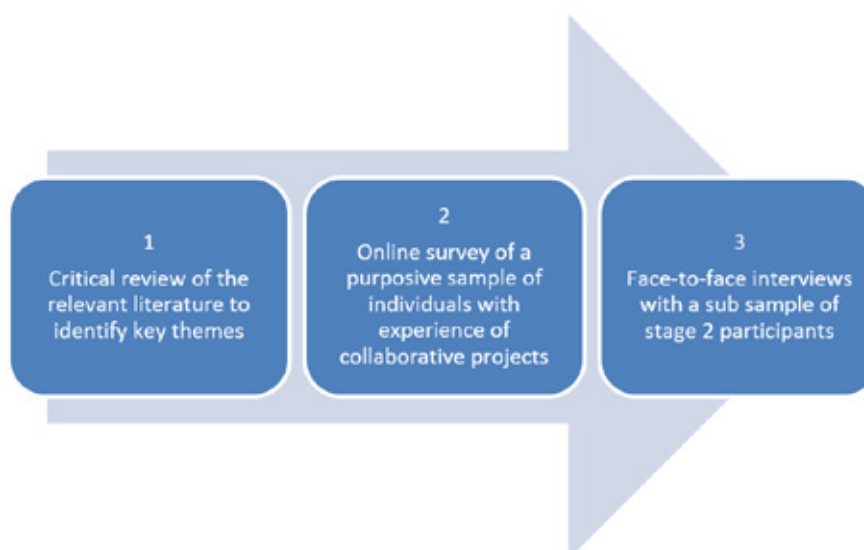 1
Critical review of the
relevant literature to
identify key themes
2
Online survey of a
purposive sample of
individuals with
experience of
collaborative projects
3
Face-to-face interviews
with a sub sample of
stage 2 participants